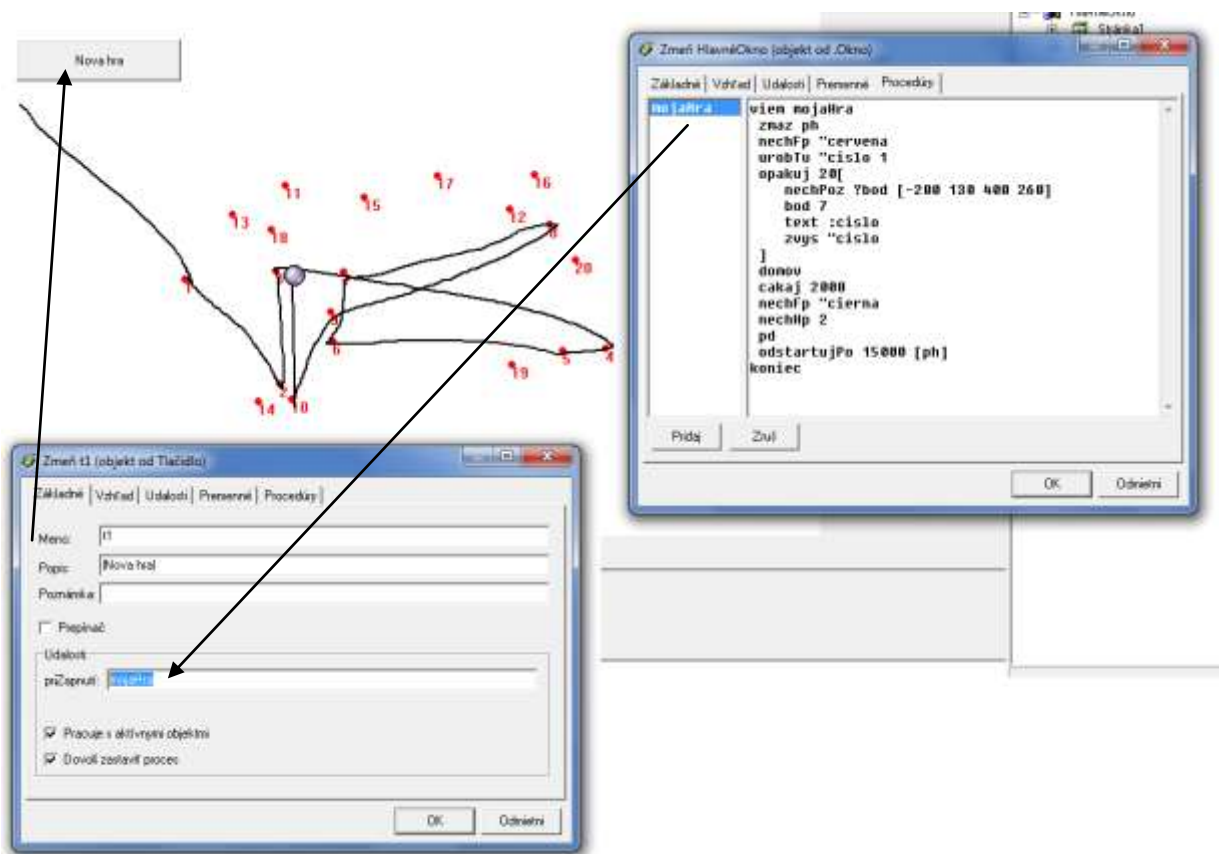 HlavnéOkno
Stránka1
Nova hra
17
16
11
15
12
13
18
8
20
1
3
7
9
6
5
4
19
2
14
10
Zmeň HlavnéOkno (objekt od .Okno)
Základné Vzhľad Udalosti Premenné Procedúry
mojaHra
viem mojaHra
zmaz ph
nechFp "cervena
urobTu "cislo 1
opakuj 20[
nechPoz ?bod [-200 130 400 260]
bod 7
text :cislo
zvys "cislo
]
domov
cakaj 2000
nechFp "cierna
nechHp 2
pd
odstartujPo 15000 [ph]
koniec
Pridaj Zruš
OK Odmietni
Zmeň t1 (objekt od Tlačidlo)
Základné Vzhľad Udalosti Premenné Procedúry
Meno: t1
Popis: |Nova hra|
Poznámka:
Prepínač
Udalosti
priZapnutí: mojaHra
Pracuje s aktívnymi objektmi
Dovolí zastaviť proces
OK Odmietni